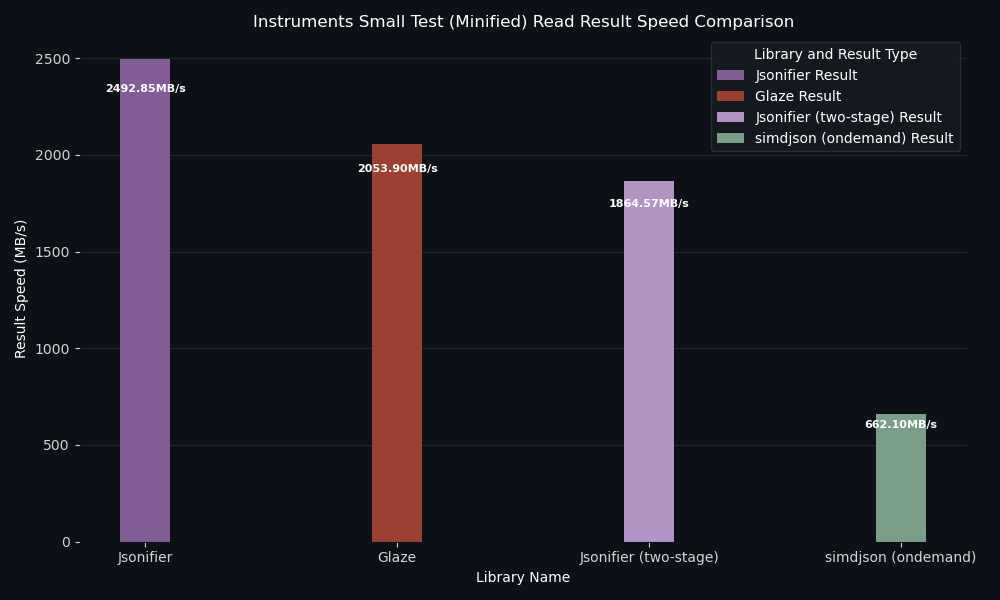 Instruments Small Test (Minified) Read Result Speed Comparison
Library and Result Type
Jsonifier Result
Glaze Result
Jsonifier (two-stage) Result
simdjson (ondemand) Result
Result Speed (MB/s)
2500
2000
1500
1000
500
0
2492.85MB/s
2053.90MB/s
1864.57MB/s
662.10MB/s
Jsonifier
Glaze
Jsonifier (two-stage)
simdjson (ondemand)
Library Name